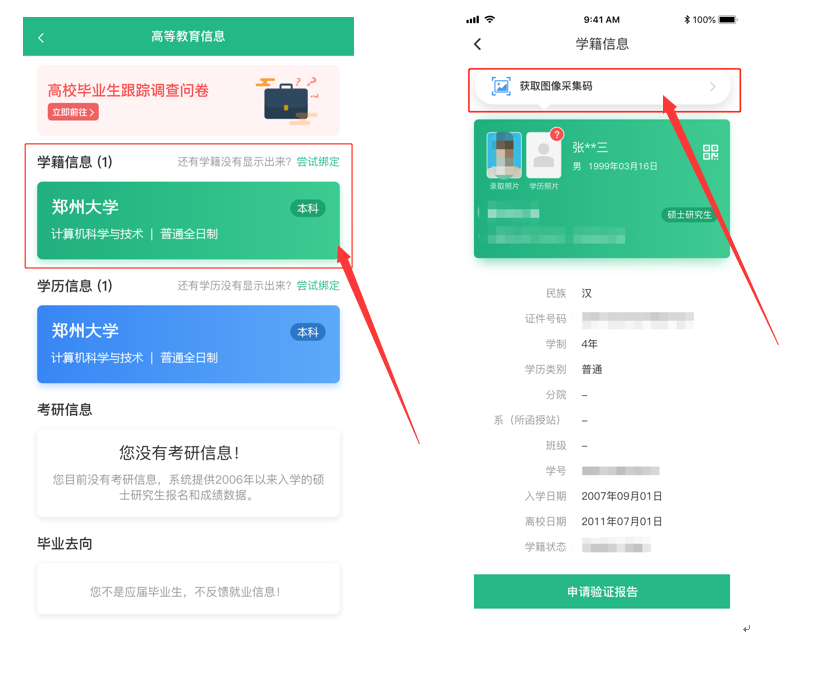 高等教育信息
高校毕业生跟踪调查问卷
立即前往 >
学籍信息 (1)
还有学籍没有显示出来? 尝试绑定
郑州大学
本科
计算机科学与技术 | 普通全日制
学历信息 (1)
还有学历没有显示出来? 尝试绑定
郑州大学
本科
计算机科学与技术 | 普通全日制
考研信息
您没有考研信息!
您目前没有考研信息，系统提供2006年以来入学的硕
士研究生报名和成绩数据。
毕业去向
您不是应届毕业生，不反馈就业信息!
9:41 AM
100%
学籍信息
获取图像采集码
?
张**三
男 1999年03月16日
录取照片 学历照片
硕士研究生
民族 汉
证件号码
学制 4年
学历类别 普通
分院 –
系（所函授站） –
班级 –
学号
入学日期 2007年09月01日
离校日期 2011年07月01日
学籍状态
申请验证报告